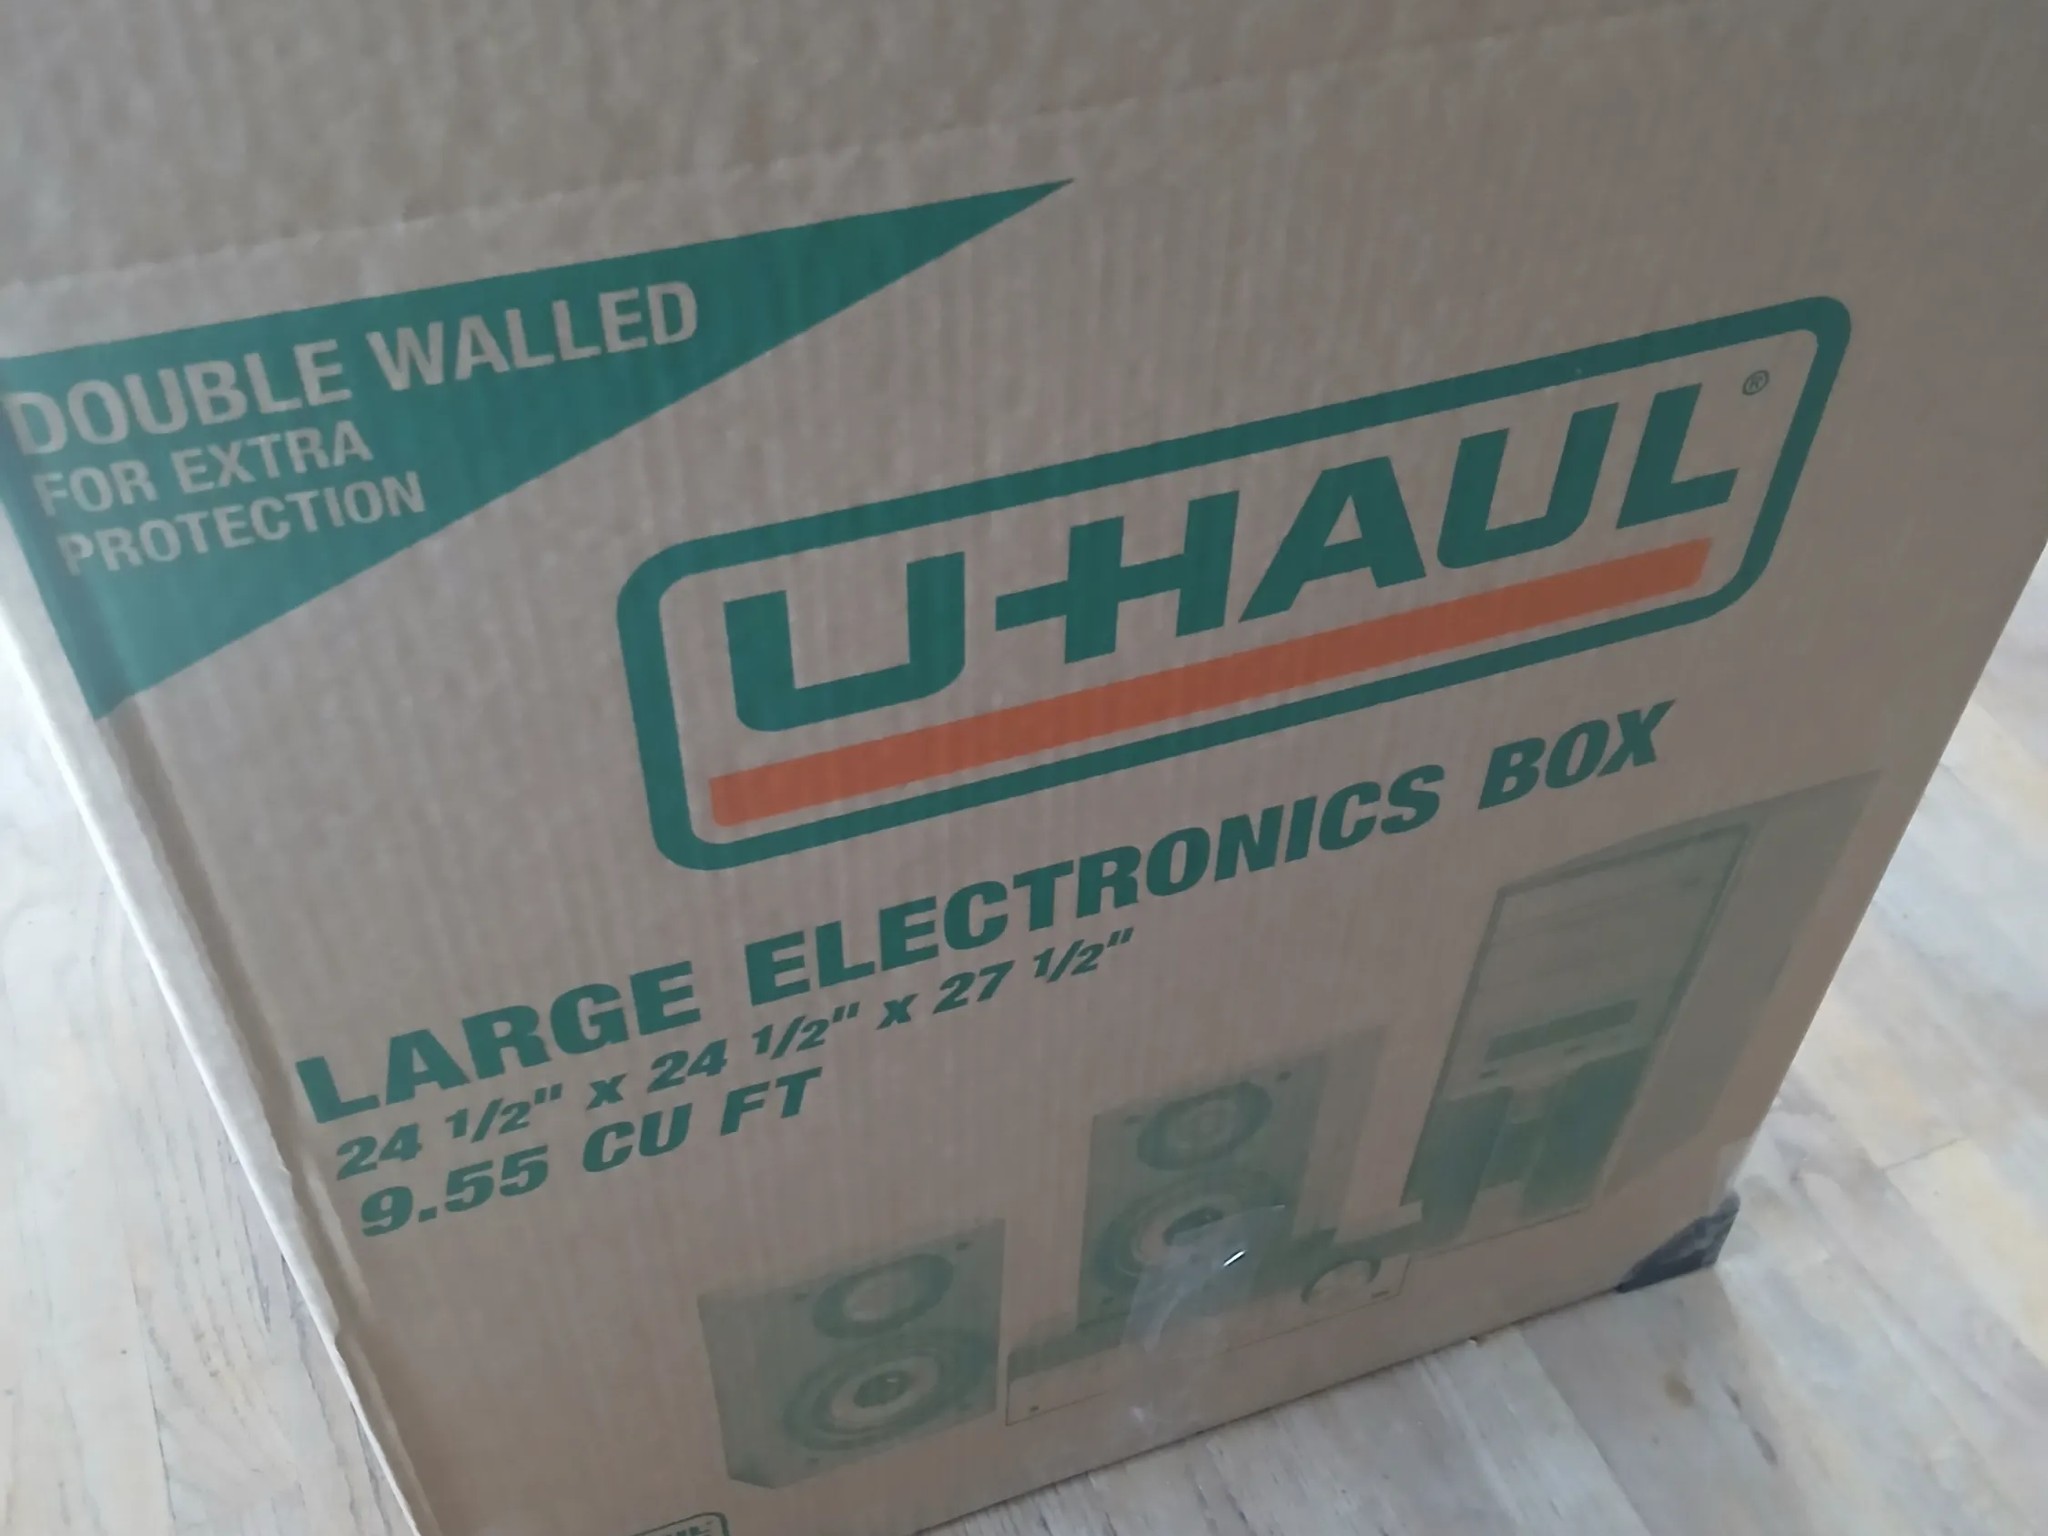 DOUBLE WALLED
FOR EXTRA
PROTECTION
U-HAUL®
LARGE ELECTRONICS BOX
24 1/2" x 24 1/2" x 27 1/2"
9.55 CU FT